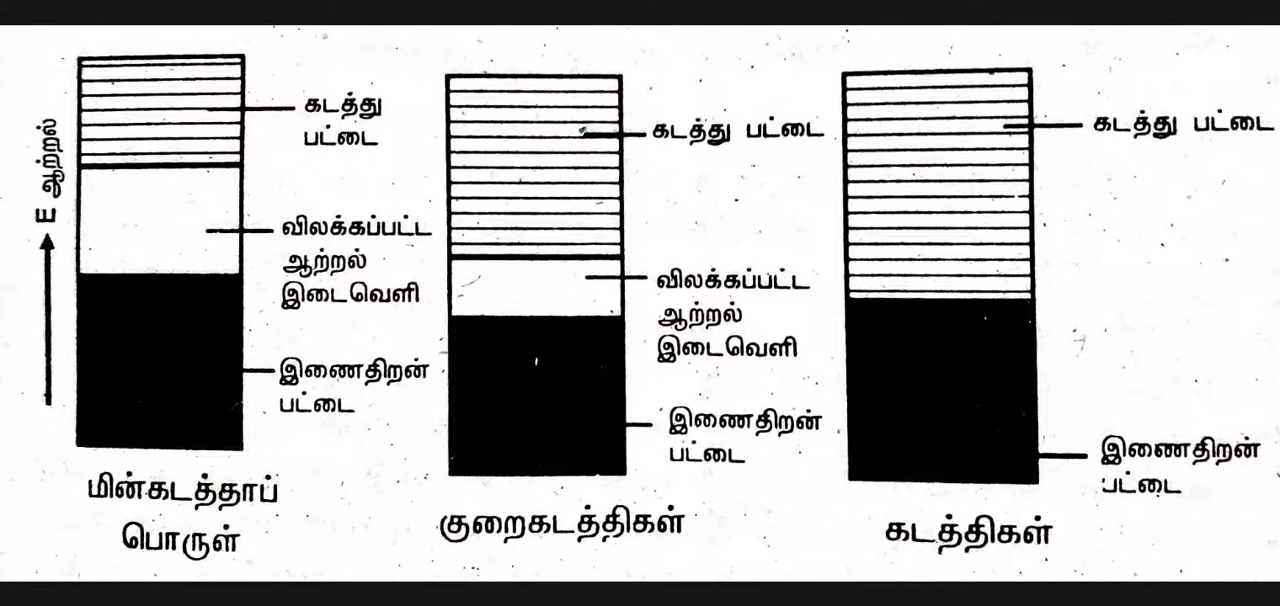 E ஆற்றல்
கடத்து
பட்டை
விலக்கப்பட்ட
ஆற்றல்
இடைவெளி
இணைதிறன்
பட்டை
மின்கடத்தாப்
பொருள்
கடத்து பட்டை
விலக்கப்பட்ட
ஆற்றல்
இடைவெளி
இணைதிறன்
பட்டை
குறைகடத்திகள்
கடத்து பட்டை
இணைதிறன்
பட்டை
கடத்திகள்